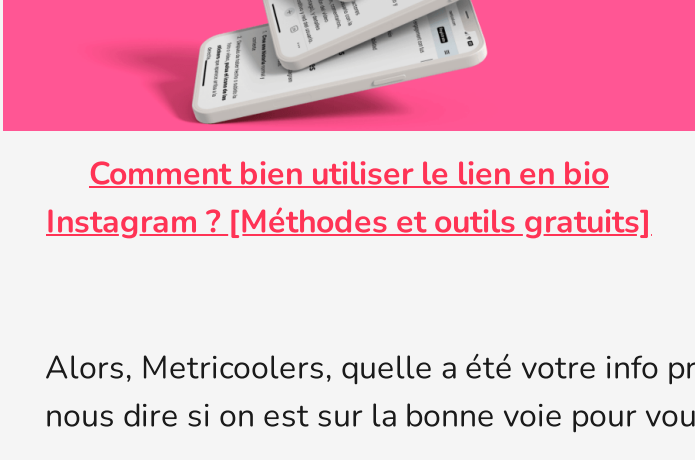 Comment bien utiliser le lien en bio
Instagram ? [Méthodes et outils gratuits]
Alors, Metricoolers, quelle a été votre info pr
nous dire si on est sur la bonne voie pour vou